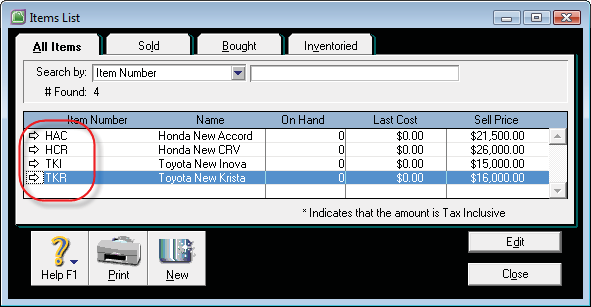 Items List
All Items Sold Bought Inventoried
Search by: Item Number
# Found: 4
Item Number Name On Hand Last Cost Sell Price
HAC Honda New Accord 0 $0.00 $21,500.00
HCR Honda New CRV 0 $0.00 $26,000.00
TKI Toyota New Inova 0 $0.00 $15,000.00
TKR Toyota New Krista 0 $0.00 $16,000.00
* Indicates that the amount is Tax Inclusive
Help F1 Print New Edit
Close